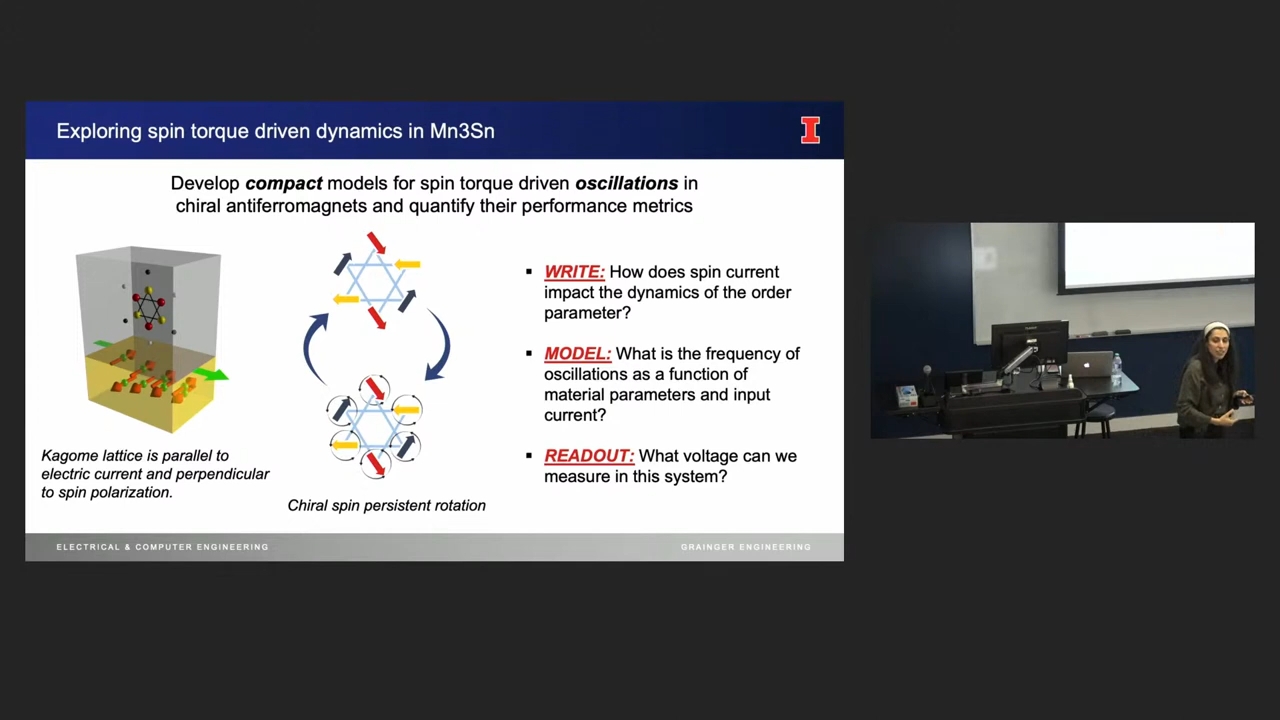 Exploring spin torque driven dynamics in Mn3Sn
I
Develop compact models for spin torque driven oscillations in
chiral antiferromagnets and quantify their performance metrics
Kagome lattice is parallel to
electric current and perpendicular
to spin polarization.
Chiral spin persistent rotation
▪ WRITE: How does spin current
impact the dynamics of the order
parameter?
▪ MODEL: What is the frequency of
oscillations as a function of
material parameters and input
current?
▪ READOUT: What voltage can we
measure in this system?
ELECTRICAL & COMPUTER ENGINEERING
GRAINGER ENGINEERING